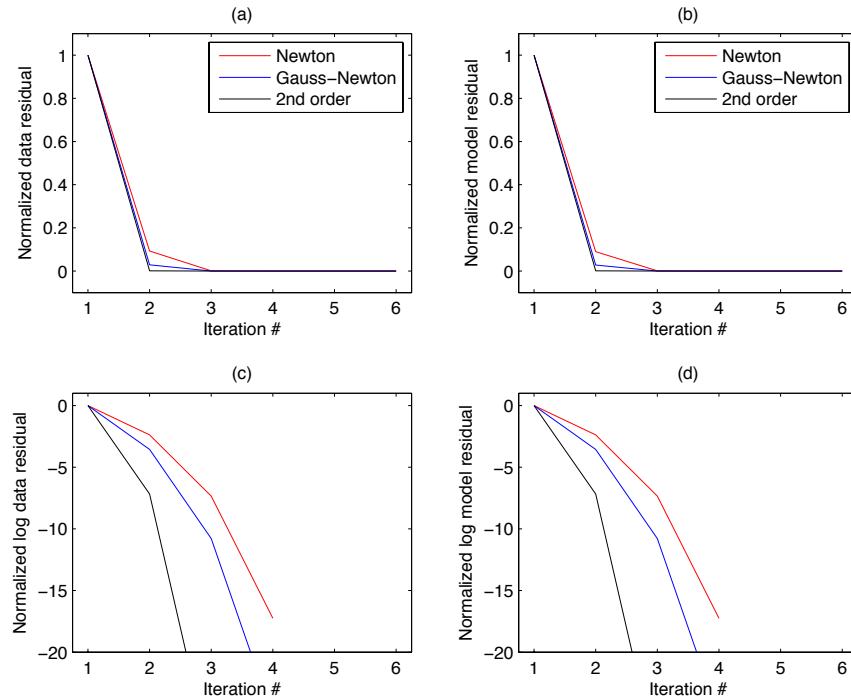 (a)
Normalized data residual
1
0.8
0.6
0.4
0.2
0
Newton
Gauss−Newton
2nd order
1 2 3 4 5 6
Iteration #
(b)
Normalized model residual
1
0.8
0.6
0.4
0.2
0
Newton
Gauss−Newton
2nd order
1 2 3 4 5 6
Iteration #
(c)
Normalized log data residual
0
−5
−10
−15
−20
1 2 3 4 5 6
Iteration #
(d)
Normalized log model residual
0
−5
−10
−15
−20
1 2 3 4 5 6
Iteration #